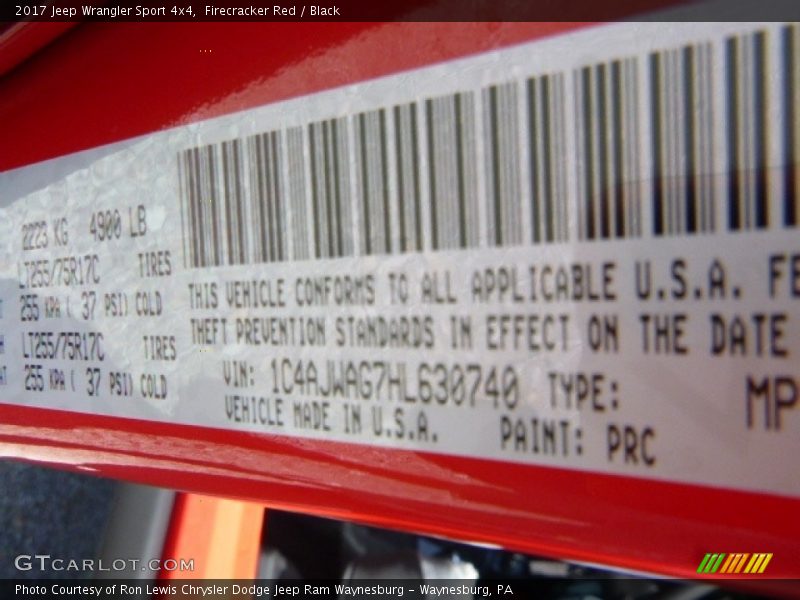 2017 Jeep Wrangler Sport 4x4, Firecracker Red / Black
2223 KG 4900 LB
LT255/75R17C TIRES
255 KPA ( 37 PSI) COLD
LT255/75R17C TIRES
255 KPA ( 37 PSI) COLD
THIS VEHICLE CONFORMS TO ALL APPLICABLE U.S.A. FE
THEFT PREVENTION STANDARDS IN EFFECT ON THE DATE
VIN: 1C4AJWAG7HL630740 TYPE: MP
VEHICLE MADE IN U.S.A. PAINT: PRC
GTCARLOT.COM
Photo Courtesy of Ron Lewis Chrysler Dodge Jeep Ram Waynesburg – Waynesburg, PA